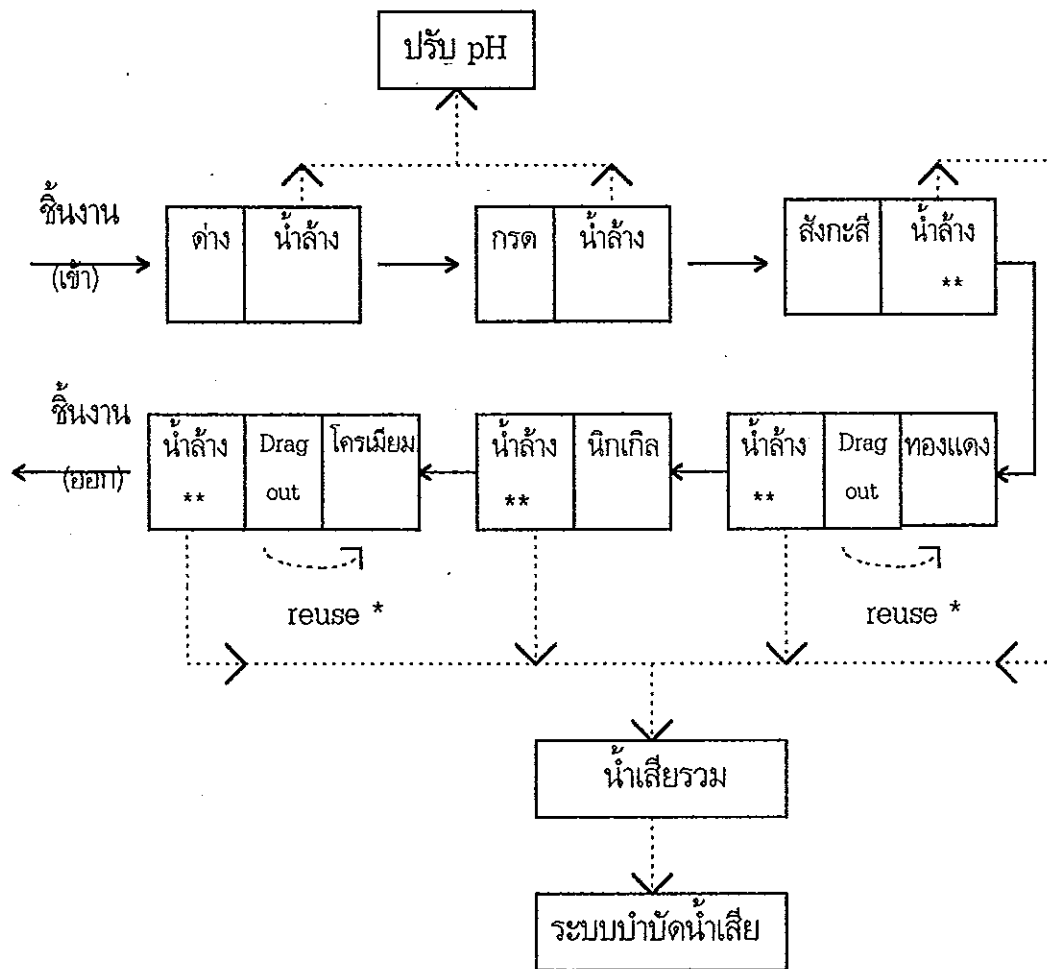 ปรับ pH
ชิ้นงาน
(เข้า)
ด่าง
น้ำล้าง
กรด
น้ำล้าง
สังกะสี
น้ำล้าง
**
ชิ้นงาน
(ออก)
น้ำล้าง
**
Drag
out
โครเมียม
น้ำล้าง
**
นิกเกิล
น้ำล้าง
**
Drag
out
ทองแดง
reuse *
reuse *
น้ำเสียรวม
ระบบบำบัดน้ำเสีย